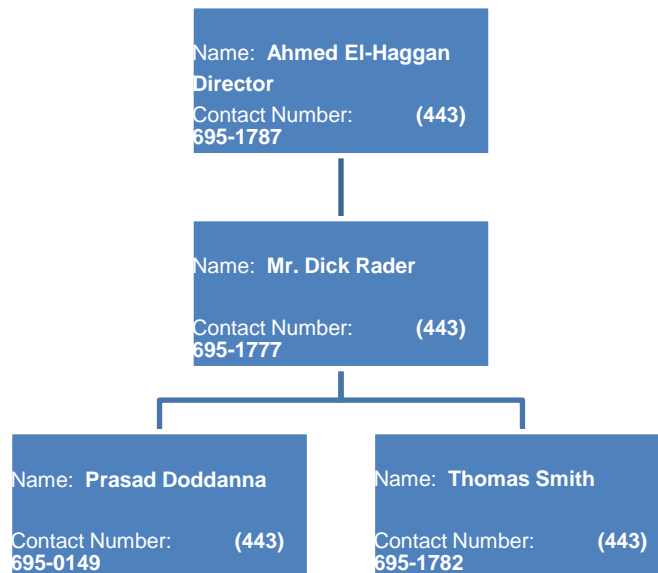 Name: Ahmed El-Haggan
Director
Contact Number: (443)
695-1787
Name: Mr. Dick Rader
Contact Number: (443)
695-1777
Name: Prasad Doddanna
Contact Number: (443)
695-0149
Name: Thomas Smith
Contact Number: (443)
695-1782